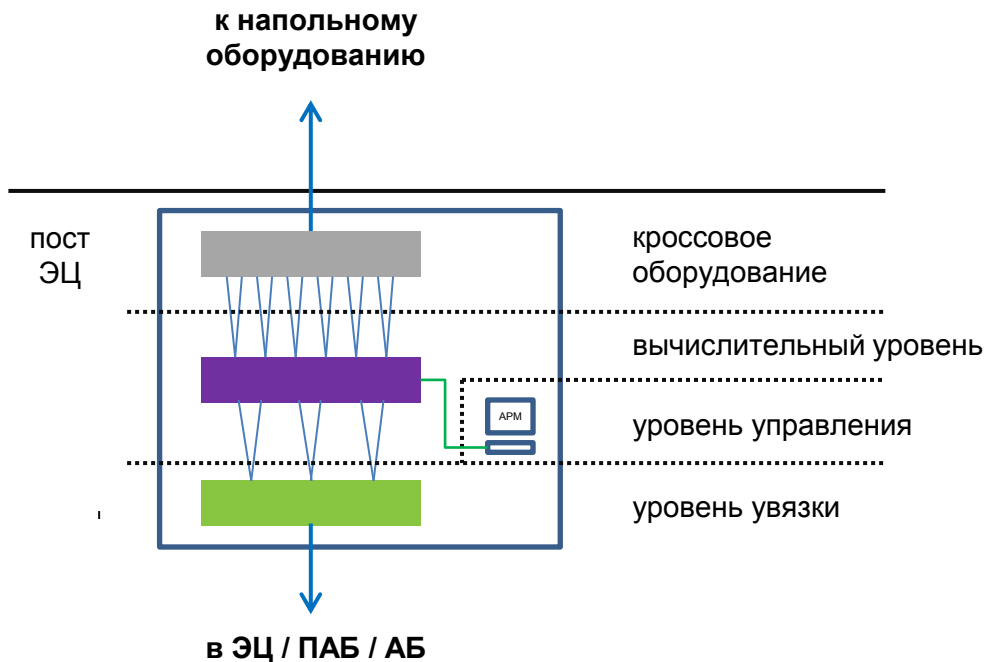 к напольному
оборудованию
пост
ЭЦ
кроссовое
оборудование
вычислительный уровень
АРМ
уровень управления
уровень увязки
в ЭЦ / ПАБ / АБ